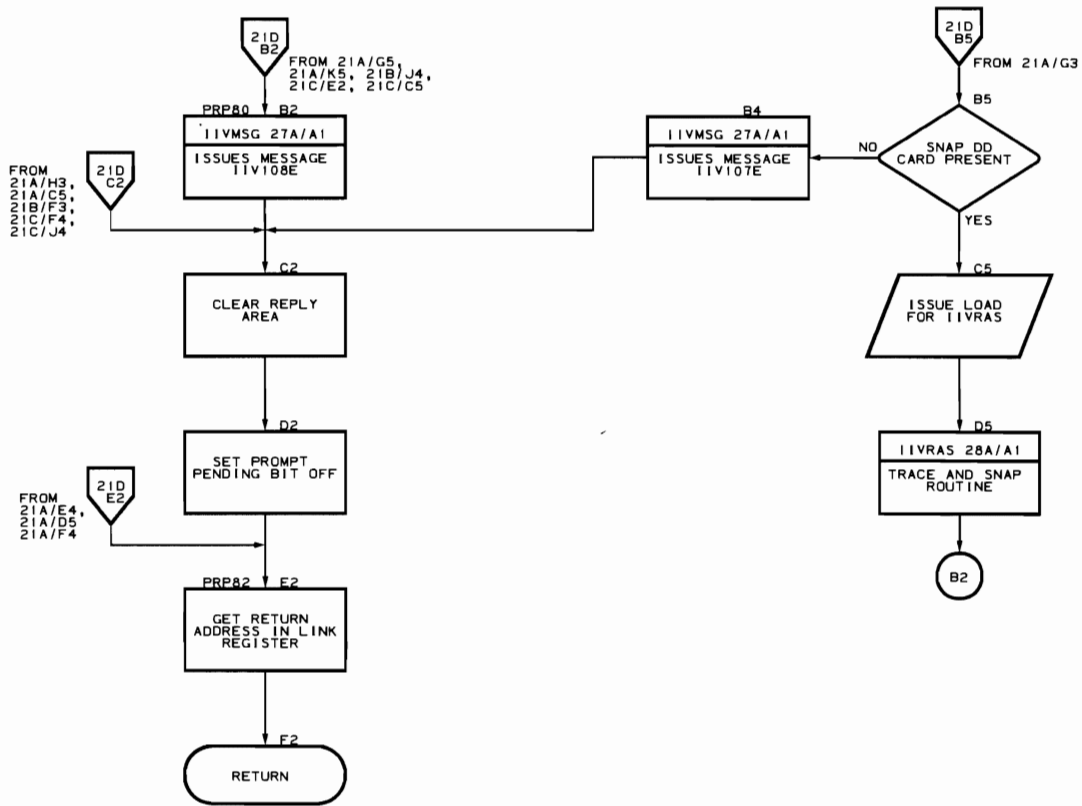 21D
B2
FROM 21A/G5,
21A/K5, 21B/J4,
21C/E2, 21C/C5
PRP80 B2
IIVMSG 27A/A1
ISSUES MESSAGE
IIV108E
FROM
21A/H3,
21A/C5,
21B/F3,
21C/F4,
21C/J4
21D
C2
C2
CLEAR REPLY
AREA
D2
SET PROMPT
PENDING BIT OFF
FROM
21A/E4,
21A/D5
21A/F4
21D
E2
PRP82 E2
GET RETURN
ADDRESS IN LINK
REGISTER
F2
RETURN
21D
B5
FROM 21A/G3
B5
SNAP DD
CARD PRESENT
NO
B4
IIVMSG 27A/A1
ISSUES MESSAGE
IIV107E
YES
C5
ISSUE LOAD
FOR IIVRAS
D5
IIVRAS 28A/A1
TRACE AND SNAP
ROUTINE
B2